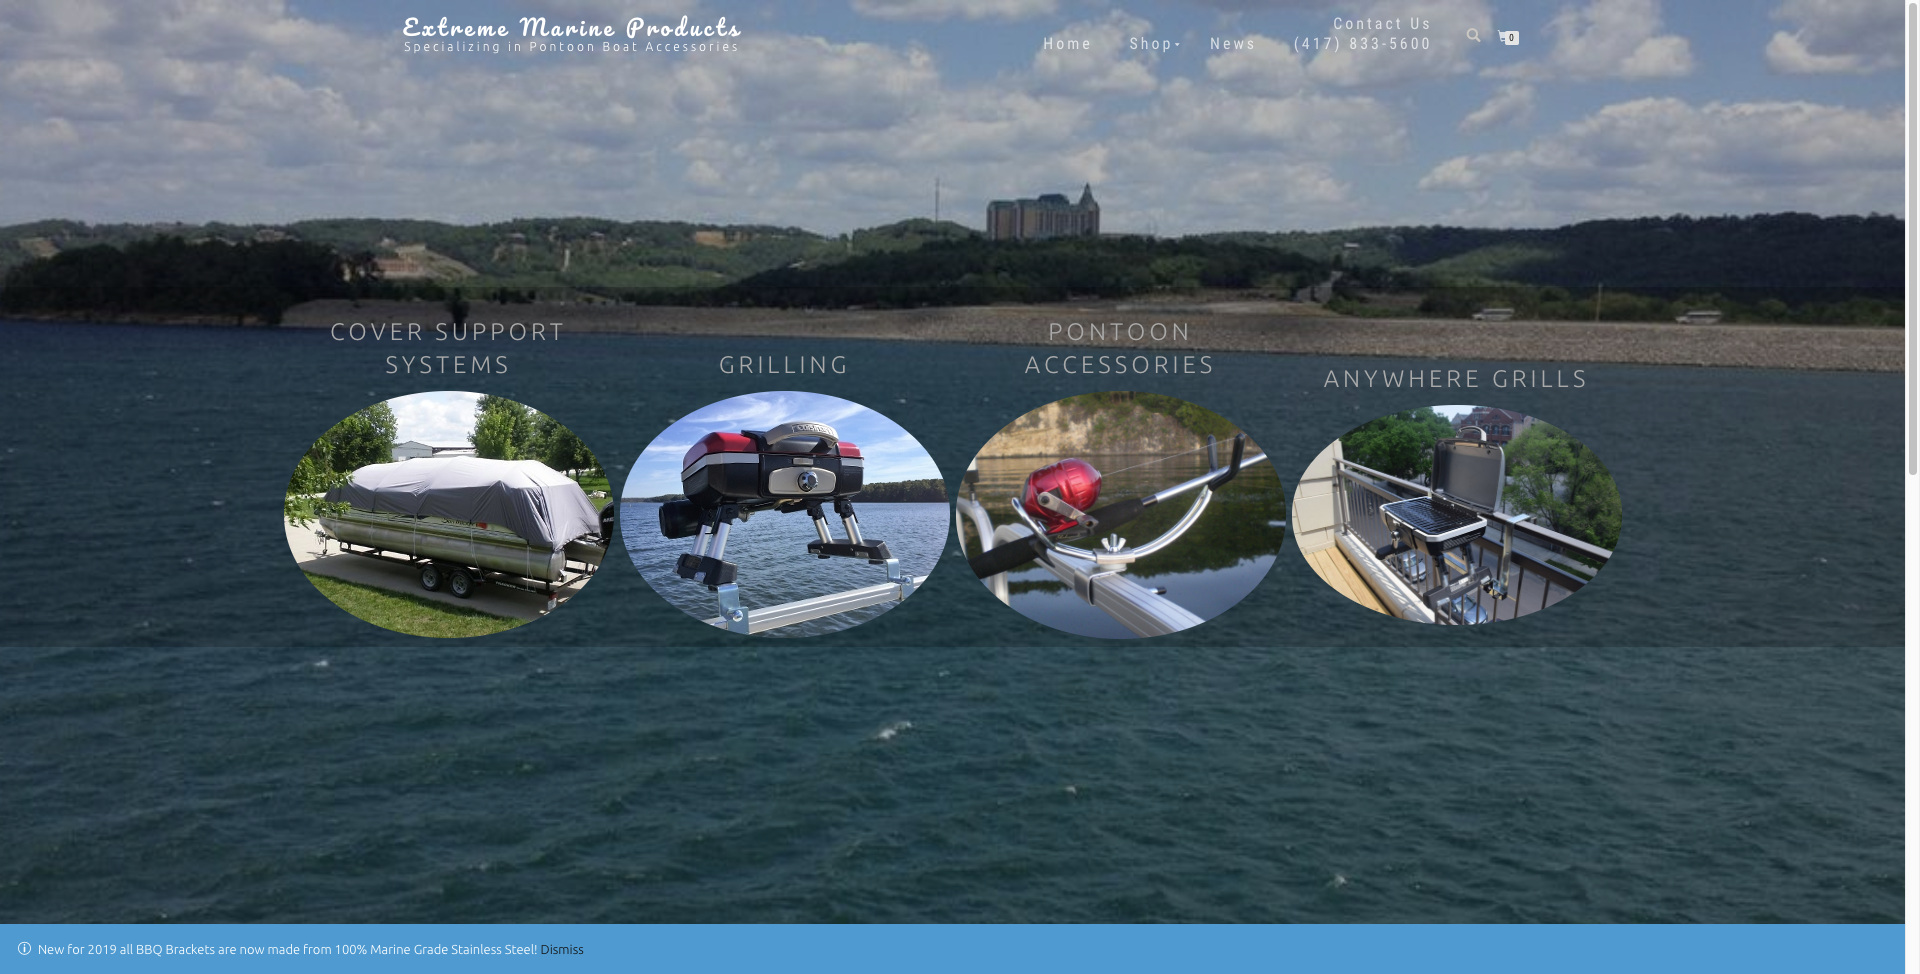 Extreme Marine Products
Specializing in Pontoon Boat Accessories
Home
Shop
News
Contact Us
(417) 833-5600
0
COVER SUPPORT
SYSTEMS
GRILLING
PONTOON
ACCESSORIES
ANYWHERE GRILLS
New for 2019 all BBQ Brackets are now made from 100% Marine Grade Stainless Steel! Dismiss